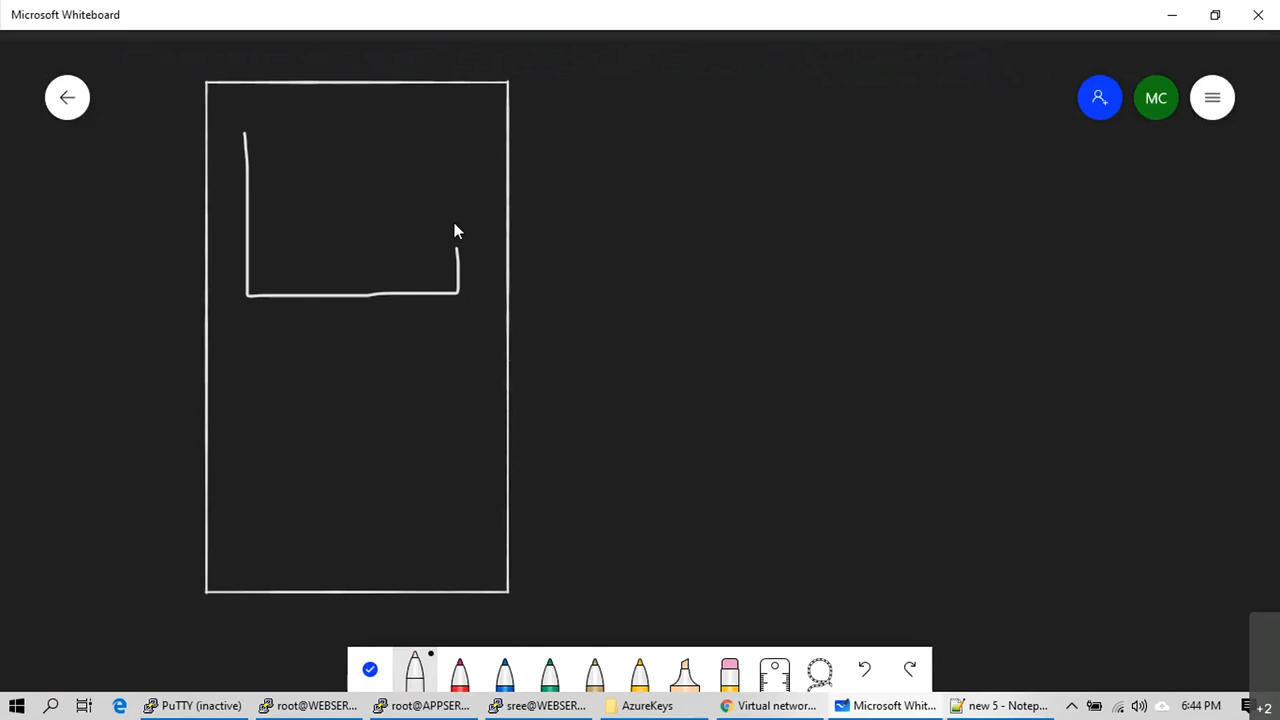 Microsoft Whiteboard
MC
PuTTY (inactive)
root@WEBSER...
root@APPSER...
sree@WEBSER...
AzureKeys
Virtual networ...
Microsoft Whit...
new 5 - Notep...
6:44 PM
+2